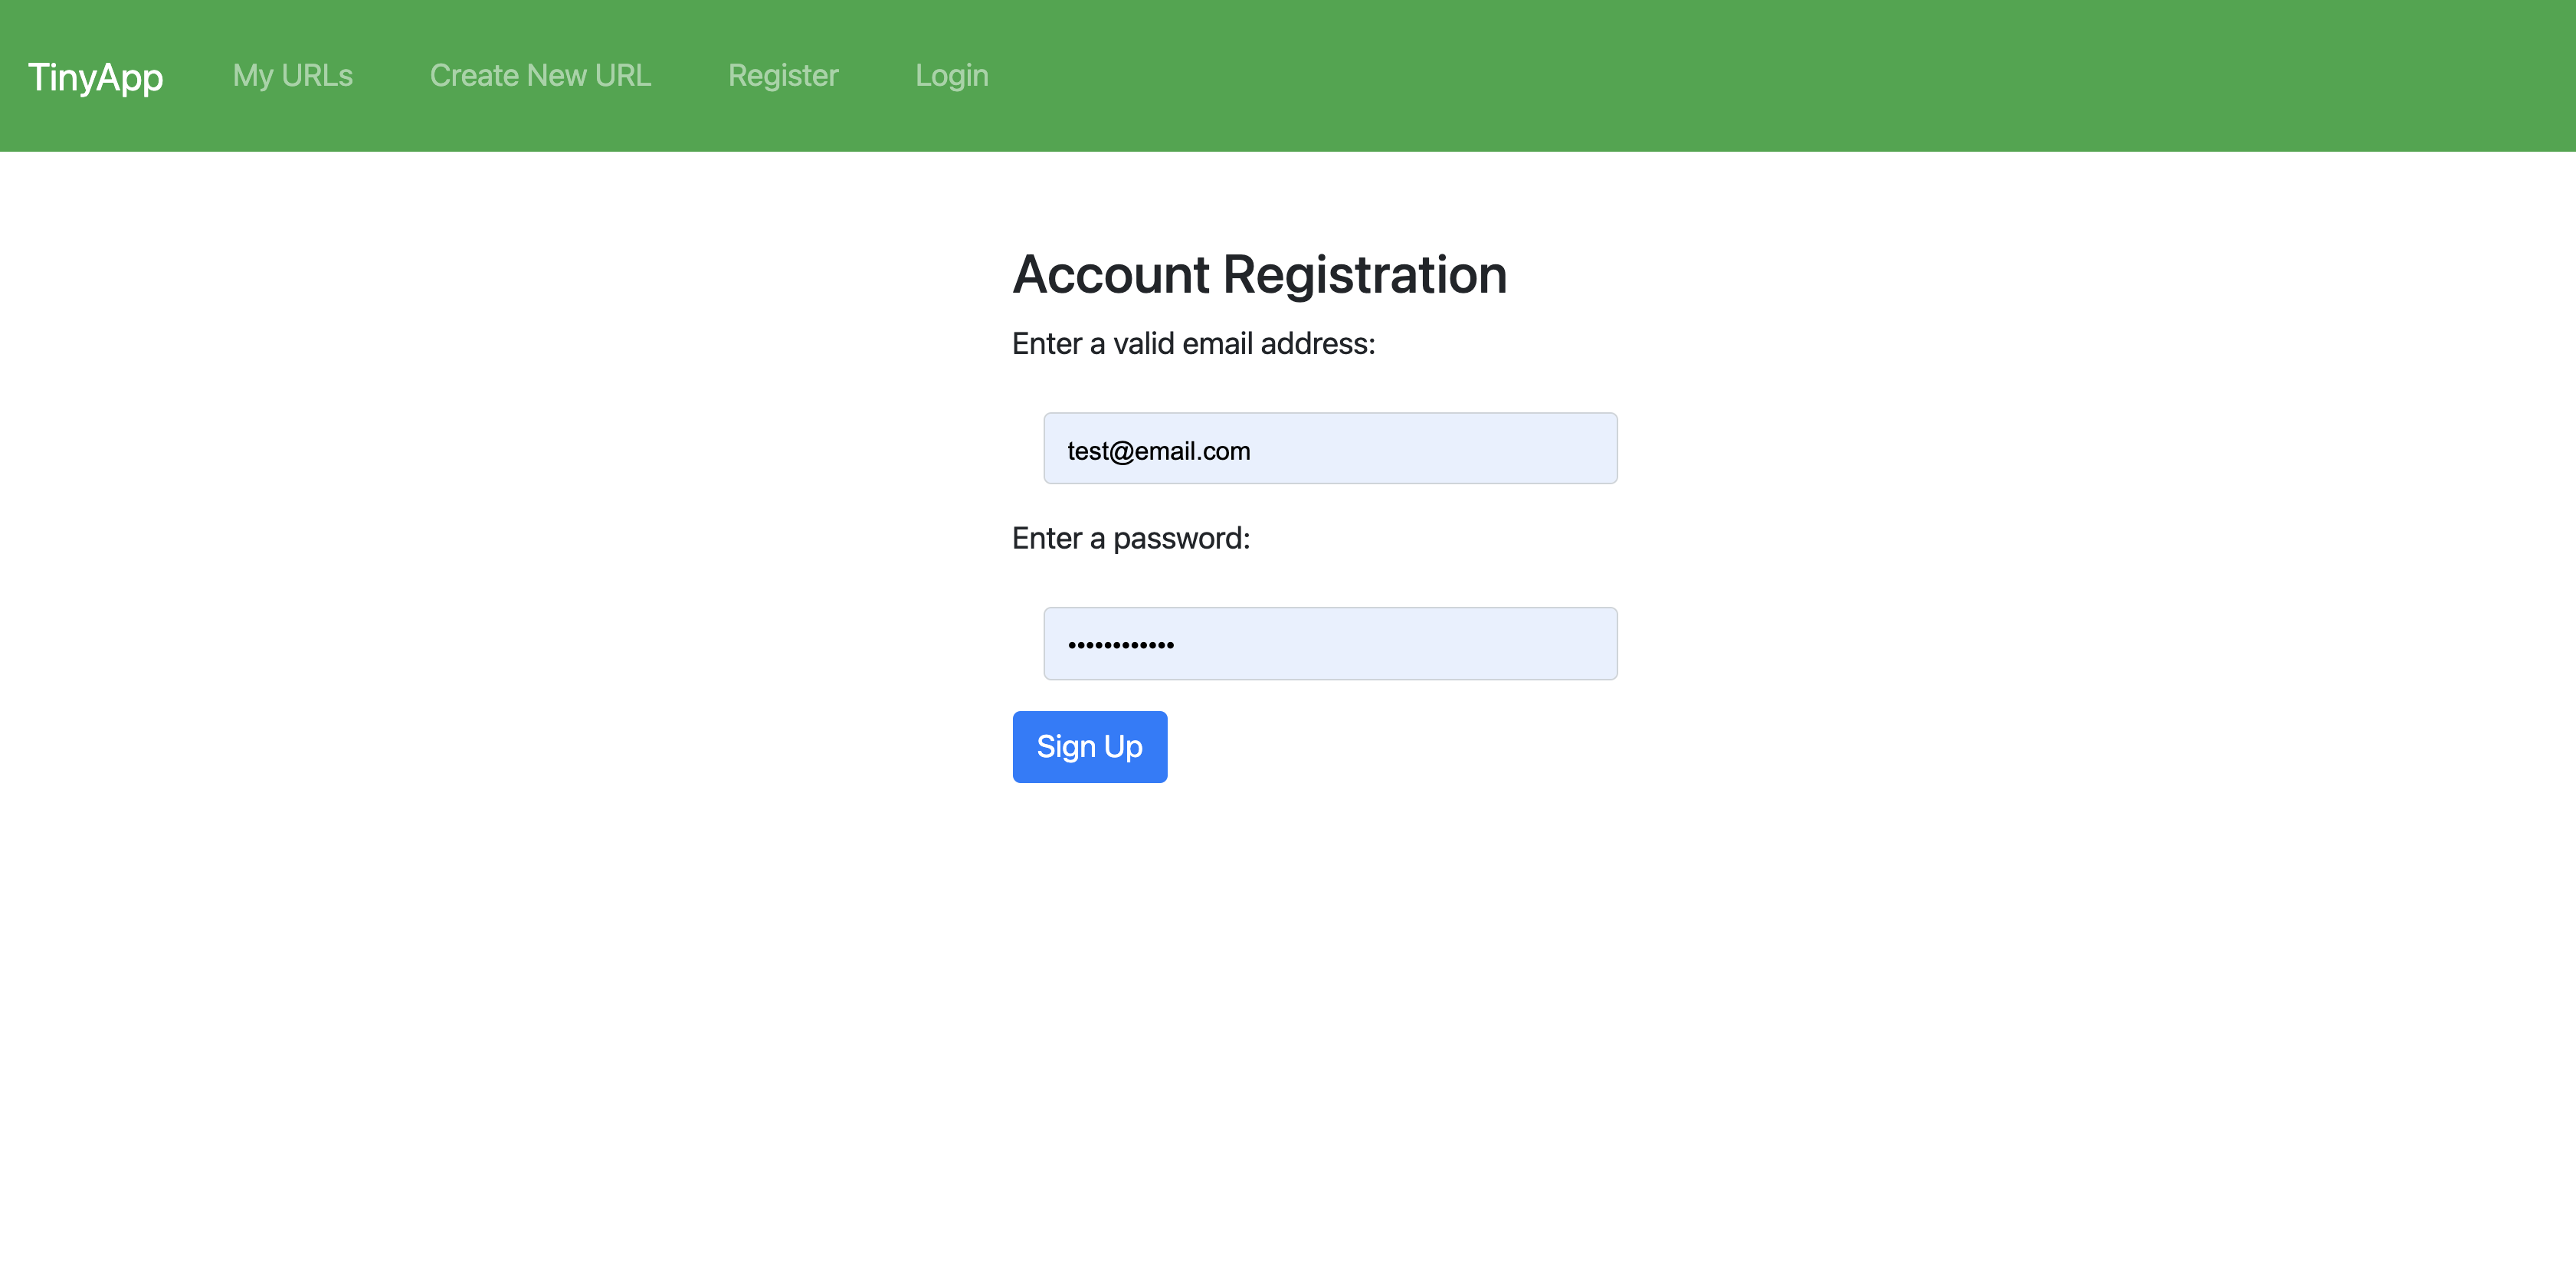 TinyApp My URLs Create New URL Register Login
Account Registration
Enter a valid email address:
test@email.com
Enter a password:
••••••••••••
Sign Up